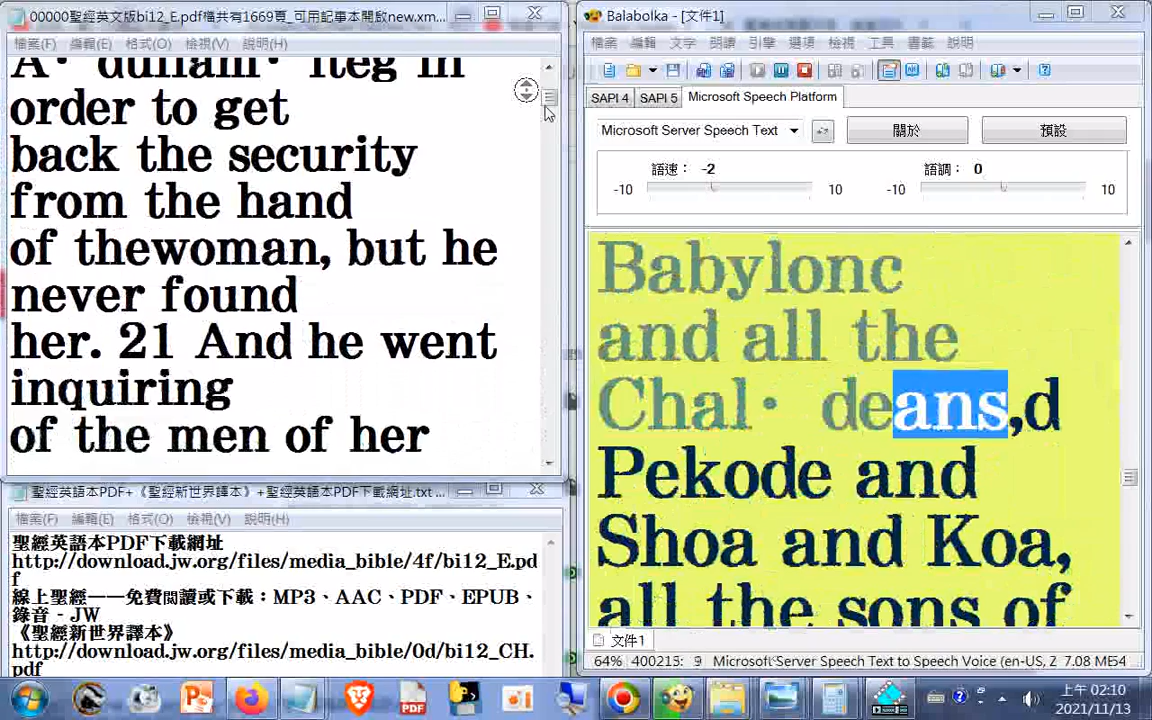 00000聖經英文版bi12_E.pdf檔共有1669頁_可用記事本開啟new.xm...
檔案(F) 編輯(E) 格式(O) 檢視(V) 說明(H)
A· dullam· iteg in
order to get
back the security
from the hand
of thewoman, but he
never found
her. 21 And he went
inquiring
of the men of her
聖經英語本PDF+《聖經新世界譯本》+聖經英語本PDF下載網址.txt ...
檔案(F) 編輯(E) 格式(O) 檢視(V) 說明(H)
聖經英語本PDF下載網址
http://download.jw.org/files/media_bible/4f/bi12_E.pd
f
線上聖經——免費閱讀或下載：MP3、AAC、PDF、EPUB、
錄音 - JW
《聖經新世界譯本》
http://download.jw.org/files/media_bible/0d/bi12_CH.
pdf
Balabolka - [文件1]
檔案 編輯 文字 朗讀 引擎 選項 檢視 工具 書籤 說明
SAPI 4 SAPI 5 Microsoft Speech Platform
Microsoft Server Speech Text 關於 預設
語速： -2 語調： 0
-10 10 -10 10
Babylonc
and all the
Chal· deans,d
Pekode and
Shoa and Koa,
all the sons of
文件1
64% 400213: 9 Microsoft Server Speech Text to Speech Voice (en-US, Z 7.08 MB54
上午 02:10
2021/11/13